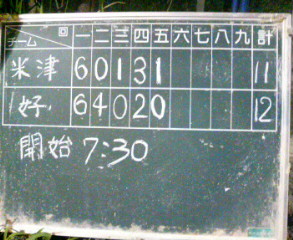 回 一 二 三 四 五 六 七 八 九 計
チーム
米津 6 0 1 3 1 11
好 6 4 0 2 0 12
開始 7:30